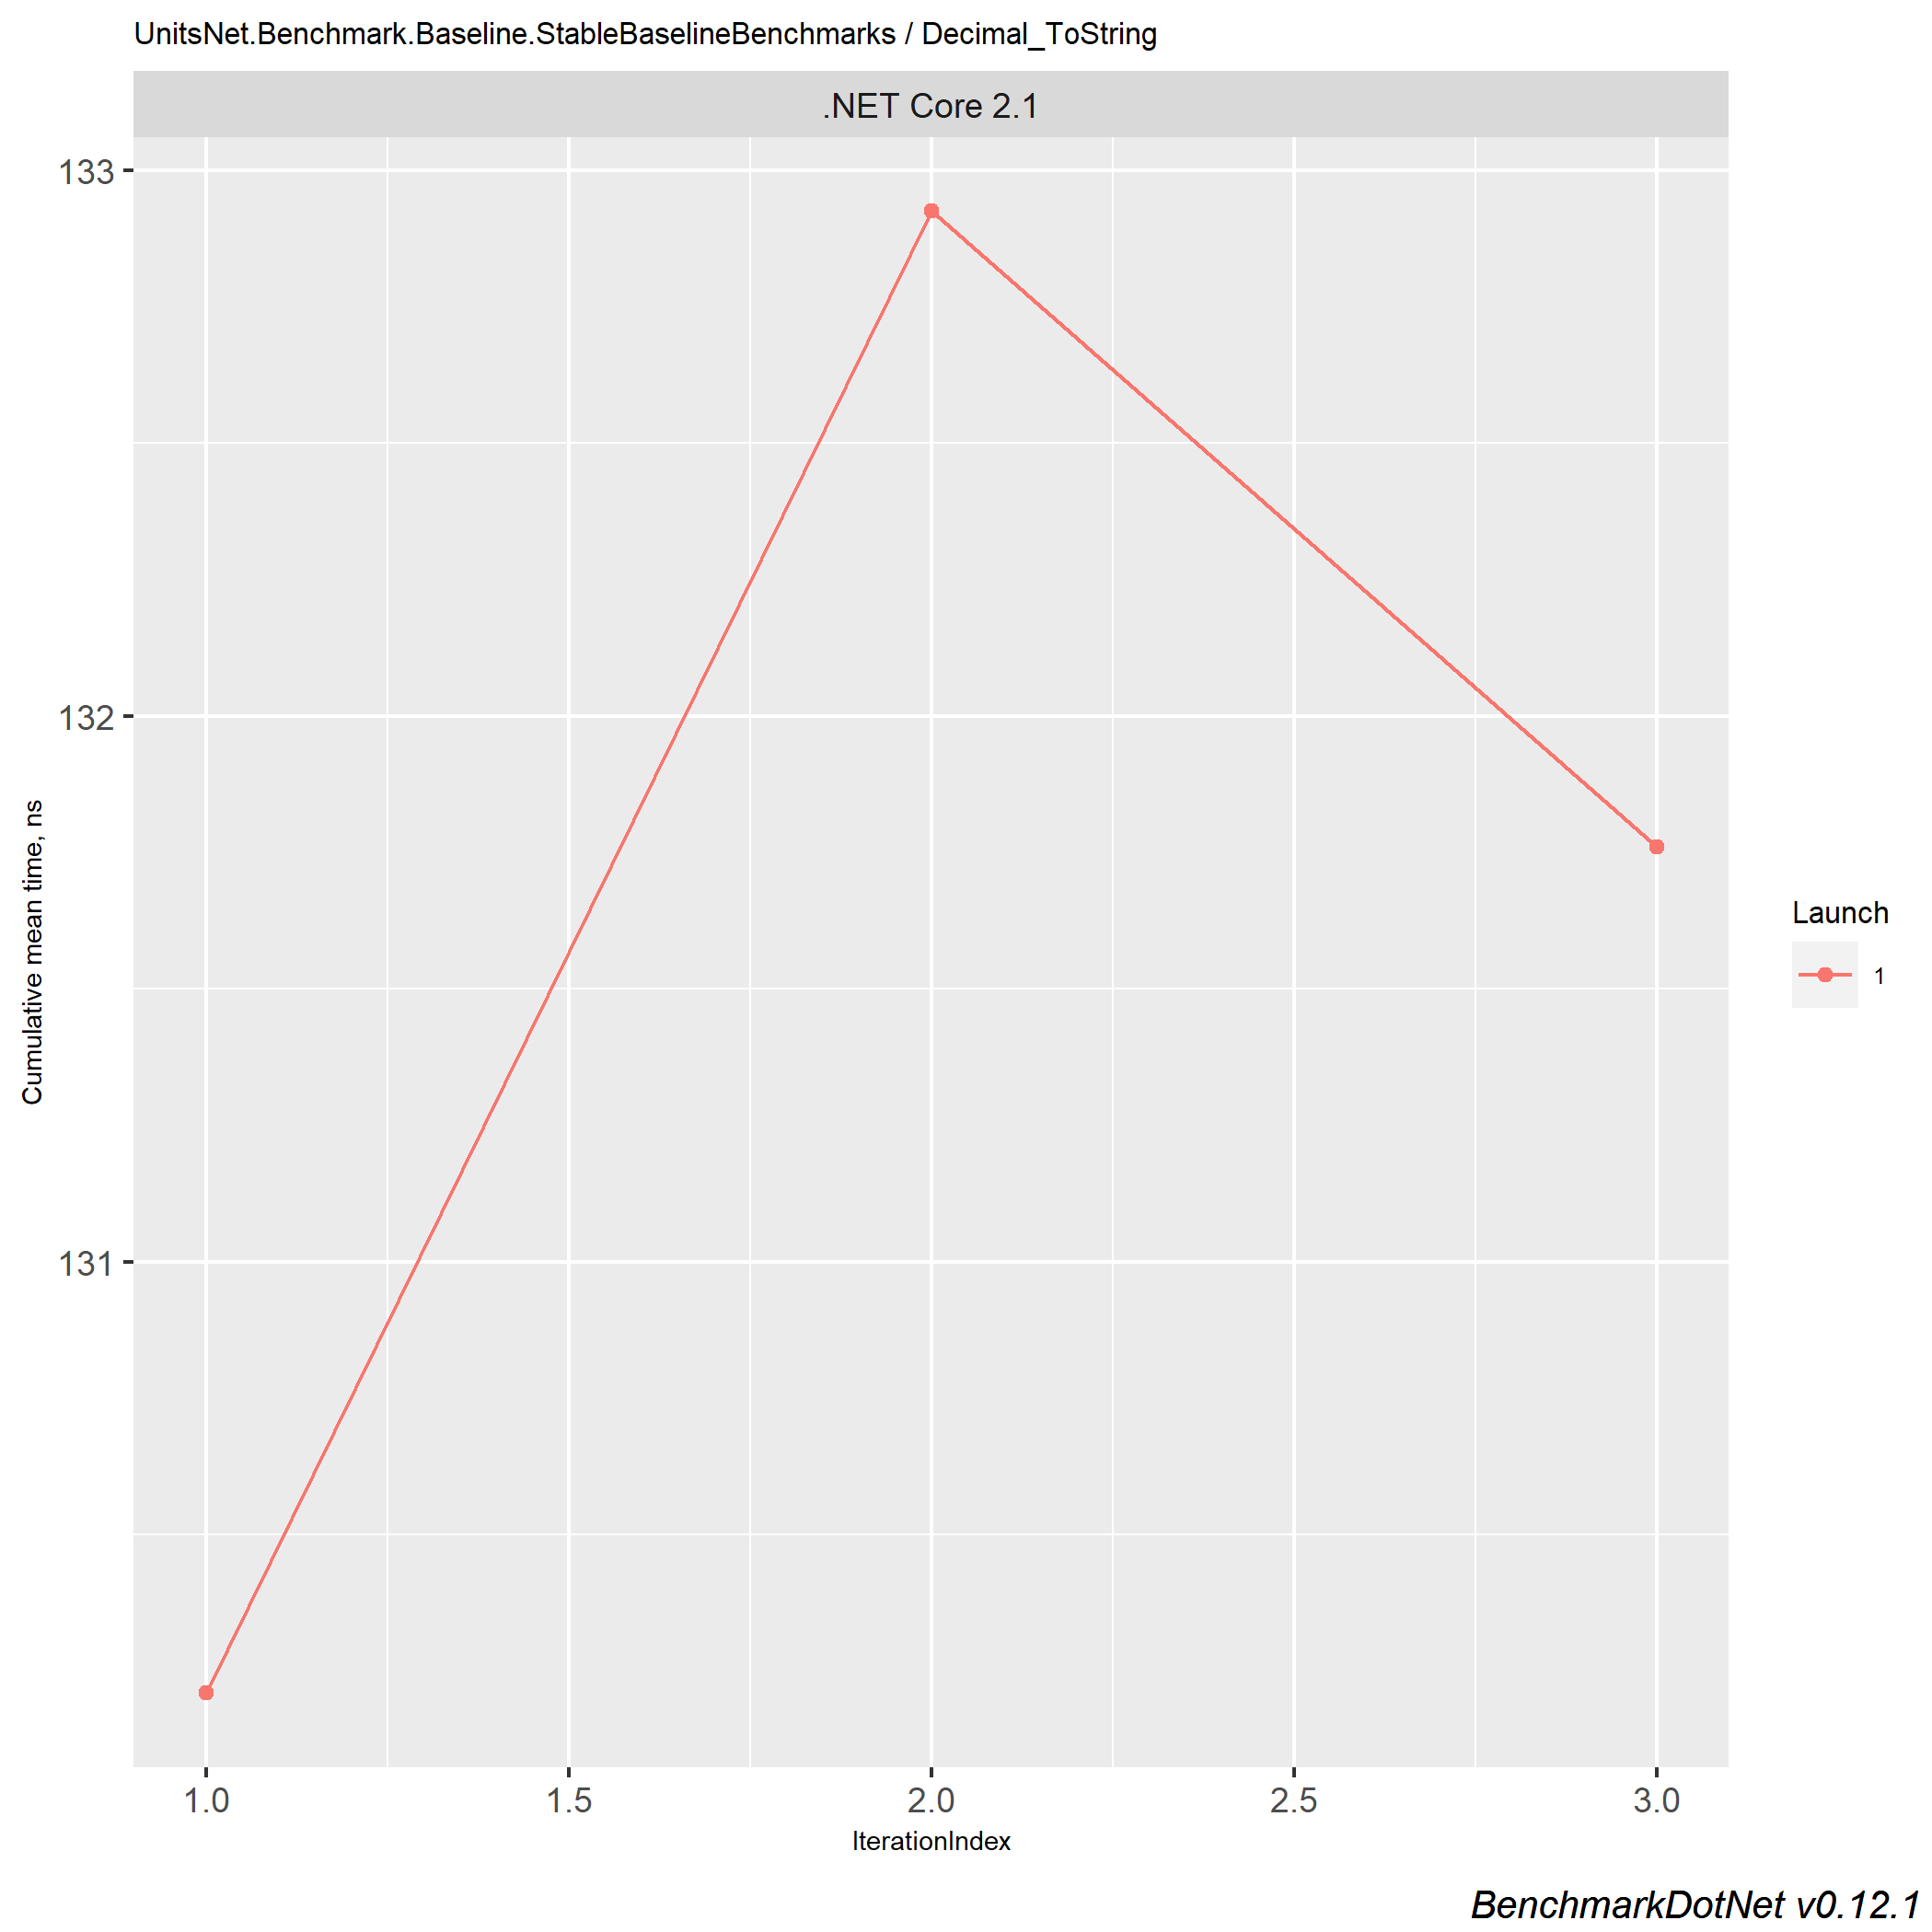 UnitsNet.Benchmark.Baseline.StableBaselineBenchmarks / Decimal_ToString
.NET Core 2.1
133
132
131
Cumulative mean time, ns
1.0 1.5 2.0 2.5 3.0
IterationIndex
Launch
1
BenchmarkDotNet v0.12.1